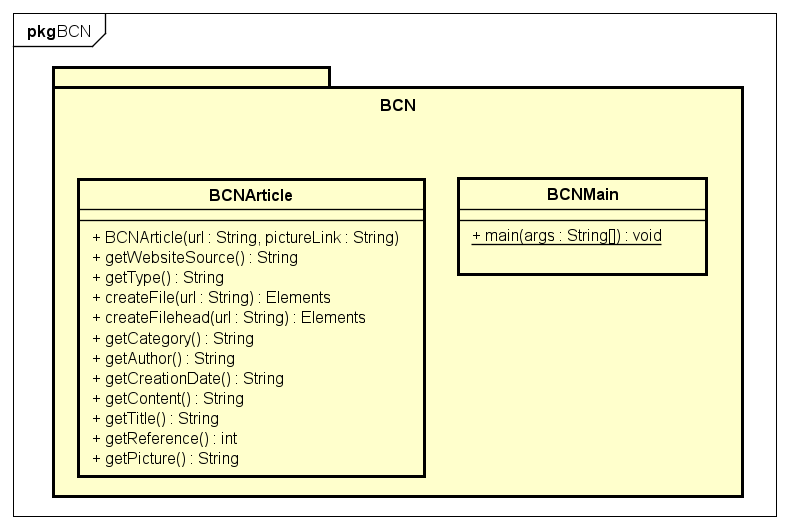 pkgBCN
BCN
BCNArticle
+ BCNArticle(url : String, pictureLink : String)
+ getWebsiteSource() : String
+ getType() : String
+ createFile(url : String) : Elements
+ createFilehead(url : String) : Elements
+ getCategory() : String
+ getAuthor() : String
+ getCreationDate() : String
+ getContent() : String
+ getTitle() : String
+ getReference() : int
+ getPicture() : String
BCNMain
+ main(args : String[]) : void